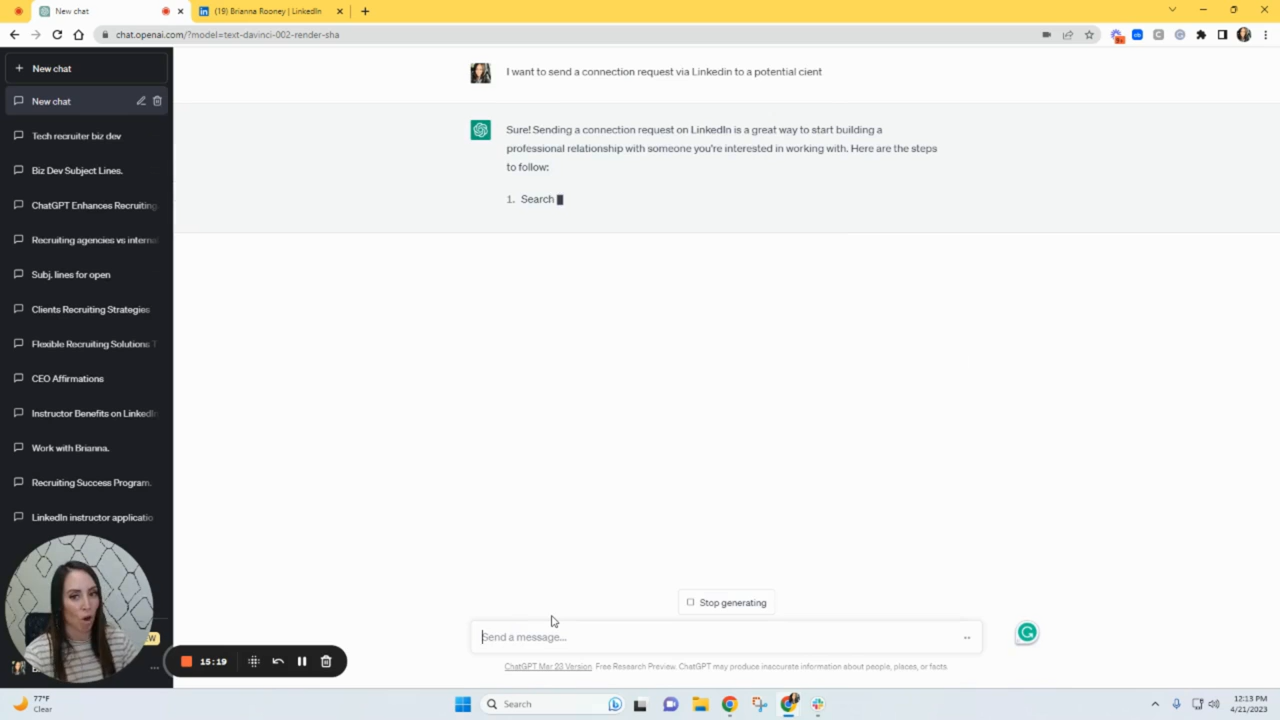 New chat
(19) Brianna Rooney | LinkedIn
chat.openai.com/?model=text-davinci-002-render-sha
New chat
New chat
Tech recruiter biz dev
Biz Dev Subject Lines.
ChatGPT Enhances Recruiting.
Recruiting agencies vs interna
Subj. lines for open
Clients Recruiting Strategies
Flexible Recruiting Solutions T
CEO Affirmations
Instructor Benefits on LinkedIn
Work with Brianna.
Recruiting Success Program.
LinkedIn instructor applicatio
I want to send a connection request via Linkedin to a potential cient
Sure! Sending a connection request on LinkedIn is a great way to start building a
professional relationship with someone you're interested in working with. Here are the steps
to follow:
1. Search
Stop generating
Send a message...
ChatGPT Mar 23 Version. Free Research Preview. ChatGPT may produce inaccurate information about people, places, or facts.
W
15:19
77°F
Clear
Search
12:13 PM
4/21/2023